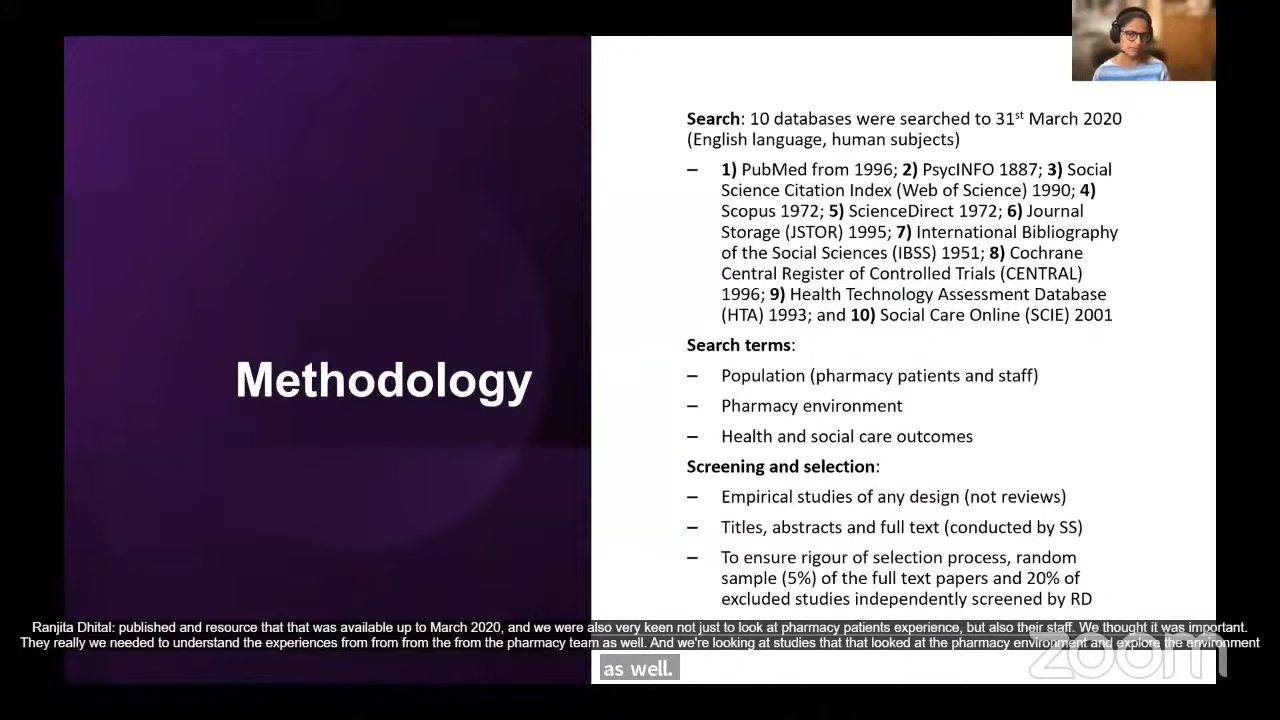 Methodology
Search: 10 databases were searched to 31st March 2020
(English language, human subjects)
– 1) PubMed from 1996; 2) PsycINFO 1887; 3) Social
Science Citation Index (Web of Science) 1990; 4)
Scopus 1972; 5) ScienceDirect 1972; 6) Journal
Storage (JSTOR) 1995; 7) International Bibliography
of the Social Sciences (IBSS) 1951; 8) Cochrane
Central Register of Controlled Trials (CENTRAL)
1996; 9) Health Technology Assessment Database
(HTA) 1993; and 10) Social Care Online (SCIE) 2001
Search terms:
– Population (pharmacy patients and staff)
– Pharmacy environment
– Health and social care outcomes
Screening and selection:
– Empirical studies of any design (not reviews)
– Titles, abstracts and full text (conducted by SS)
– To ensure rigour of selection process, random
sample (5%) of the full text papers and 20% of
excluded studies independently screened by RD
Ranjita Dhital: published and resource that that was available up to March 2020, and we were also very keen not just to look at pharmacy patients experience, but also their staff. We thought it was important.
They really we needed to understand the experiences from from from the from the pharmacy team as well. And we're looking at studies that that looked at the pharmacy environment and explore the environment
as well.
zoom